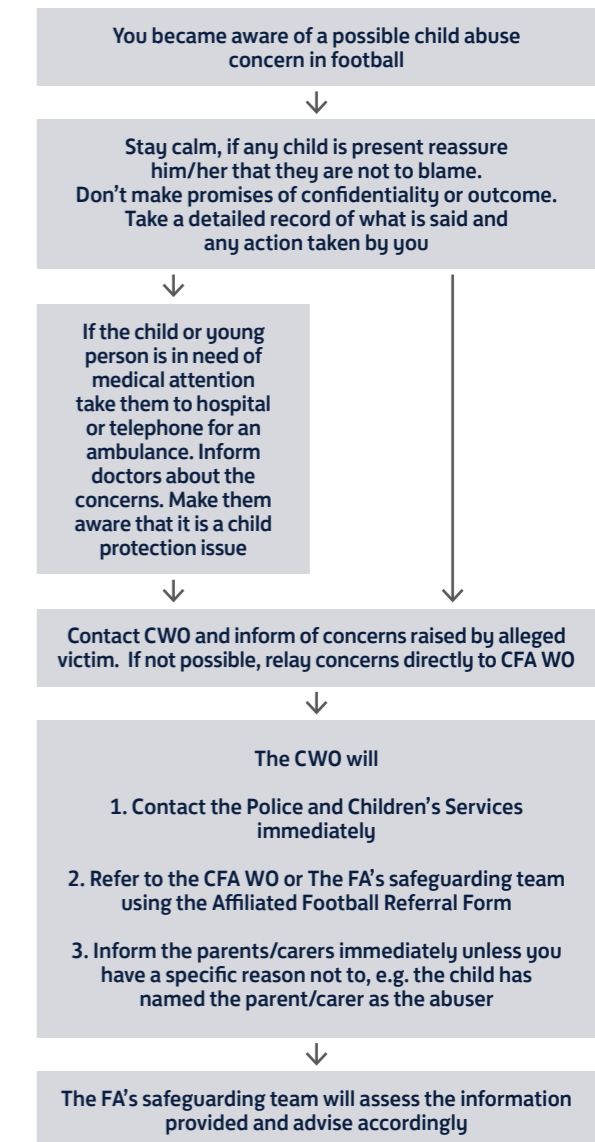 You became aware of a possible child abuse
concern in football
Stay calm, if any child is present reassure
him/her that they are not to blame.
Don't make promises of confidentiality or outcome.
Take a detailed record of what is said and
any action taken by you
If the child or young
person is in need of
medical attention
take them to hospital
or telephone for an
ambulance. Inform
doctors about the
concerns. Make them
aware that it is a child
protection issue
Contact CWO and inform of concerns raised by alleged
victim. If not possible, relay concerns directly to CFA WO
The CWO will
1. Contact the Police and Children's Services
immediately
2. Refer to the CFA WO or The FA's safeguarding team
using the Affiliated Football Referral Form
3. Inform the parents/carers immediately unless you
have a specific reason not to, e.g. the child has
named the parent/carer as the abuser
The FA's safeguarding team will assess the information
provided and advise accordingly